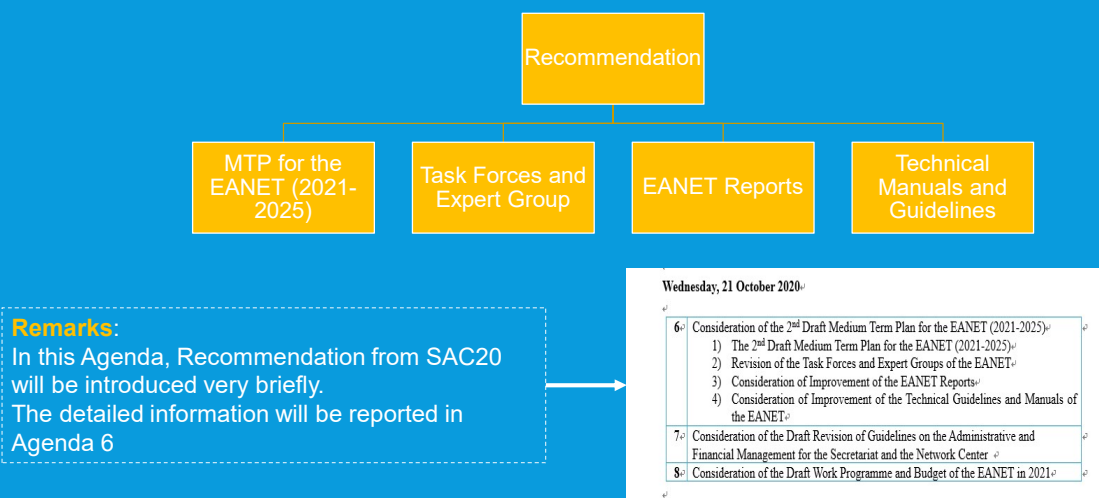 Recommendation
MTP for the
EANET (2021-
2025)
Task Forces and
Expert Group
EANET Reports
Technical
Manuals and
Guidelines
Remarks:
In this Agenda, Recommendation from SAC20
will be introduced very briefly.
The detailed information will be reported in
Agenda 6
Wednesday, 21 October 2020
6 Consideration of the 2nd Draft Medium Term Plan for the EANET (2021-2025)
1) The 2nd Draft Medium Term Plan for the EANET (2021-2025)
2) Revision of the Task Forces and Expert Groups of the EANET
3) Consideration of Improvement of the EANET Reports
4) Consideration of Improvement of the Technical Guidelines and Manuals of
the EANET
7 Consideration of the Draft Revision of Guidelines on the Administrative and
Financial Management for the Secretariat and the Network Center
8 Consideration of the Draft Work Programme and Budget of the EANET in 2021